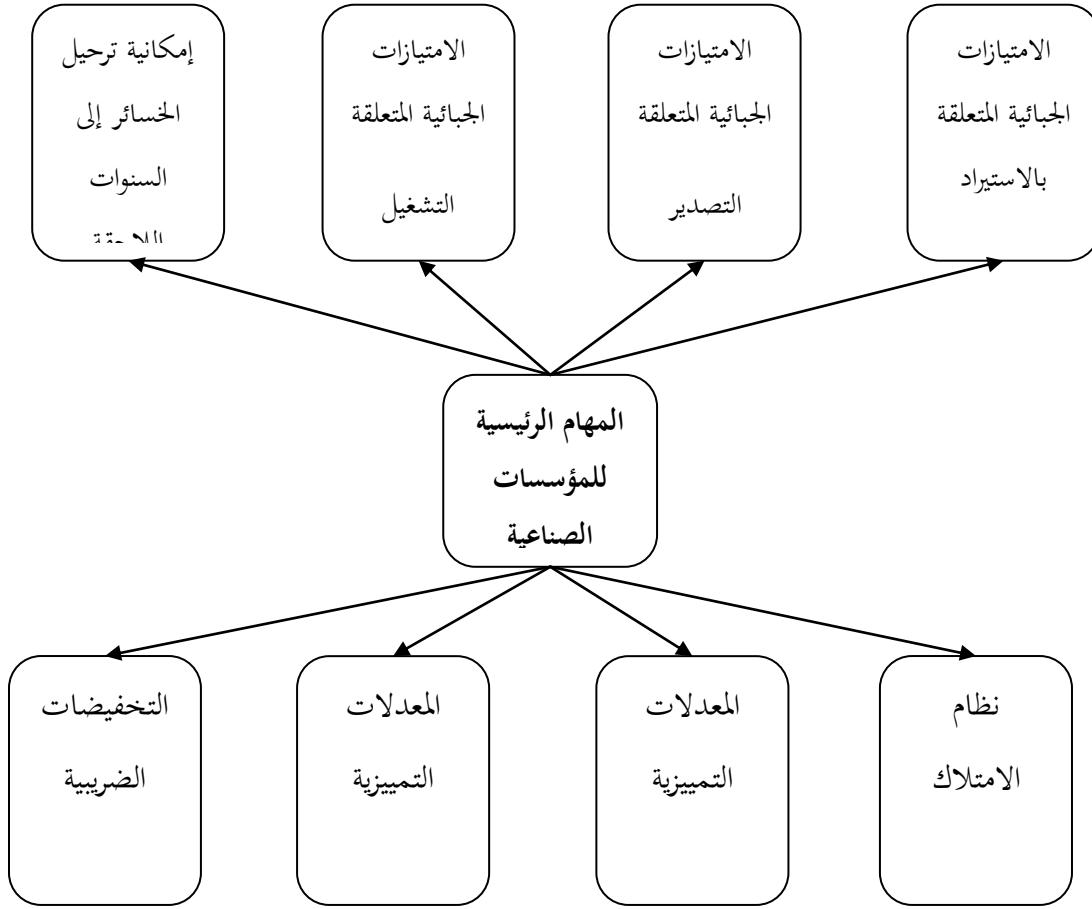 الامتيازات
الجبائية المتعلقة
بالاستيراد
الامتيازات
الجبائية المتعلقة
التصدير
الامتيازات
الجبائية المتعلقة
التشغيل
إمكانية ترحيل
الخسائر إلى
السنوات
المهام الرئيسية
للمؤسسات
الصناعية
نظام
الامتلاك
المعدلات
التمييزية
المعدلات
التمييزية
التخفيضات
الضريبية